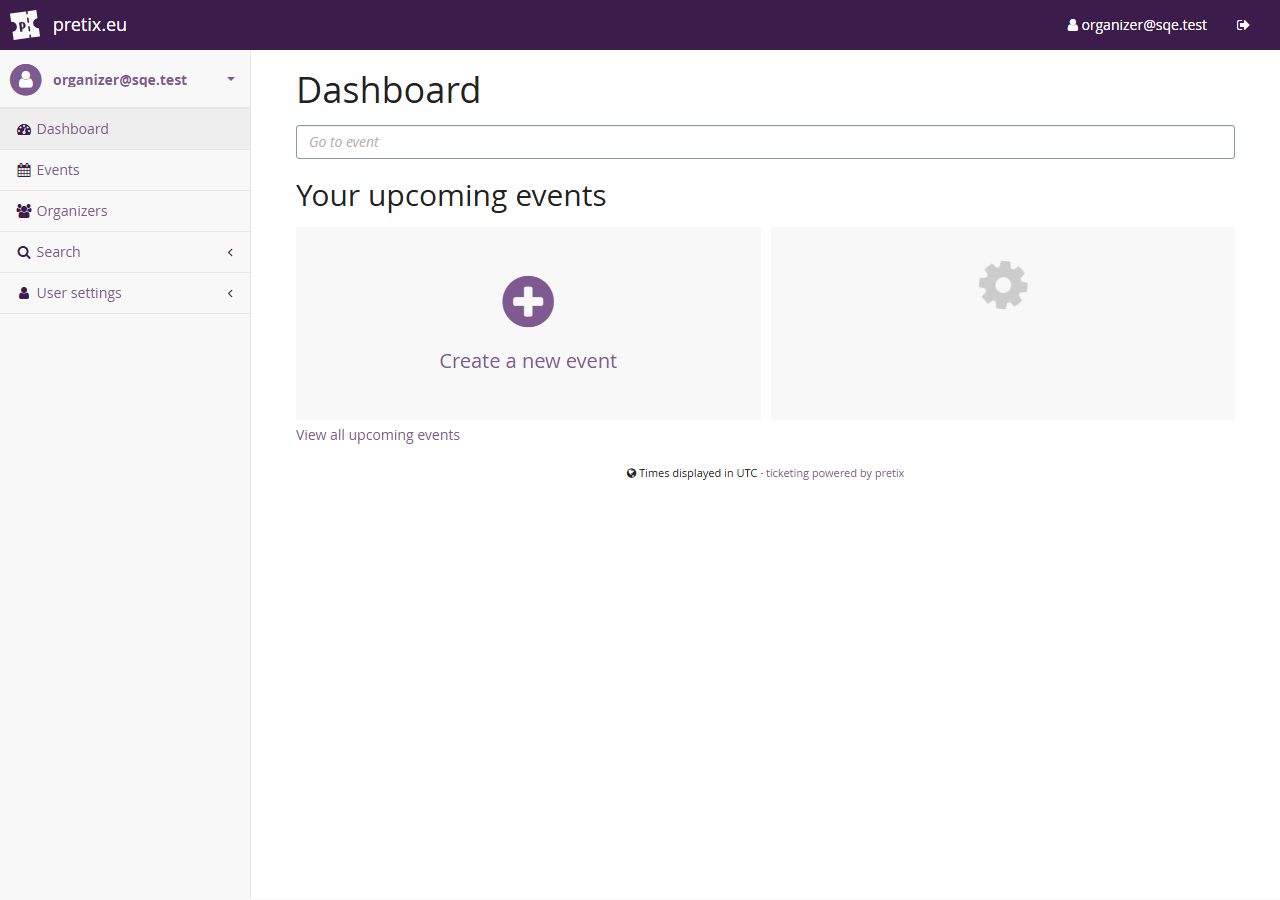 pretix.eu
organizer@sqe.test
organizer@sqe.test
Dashboard
Events
Organizers
Search
User settings
Dashboard
Go to event
Your upcoming events
Create a new event
View all upcoming events
Times displayed in UTC · ticketing powered by pretix